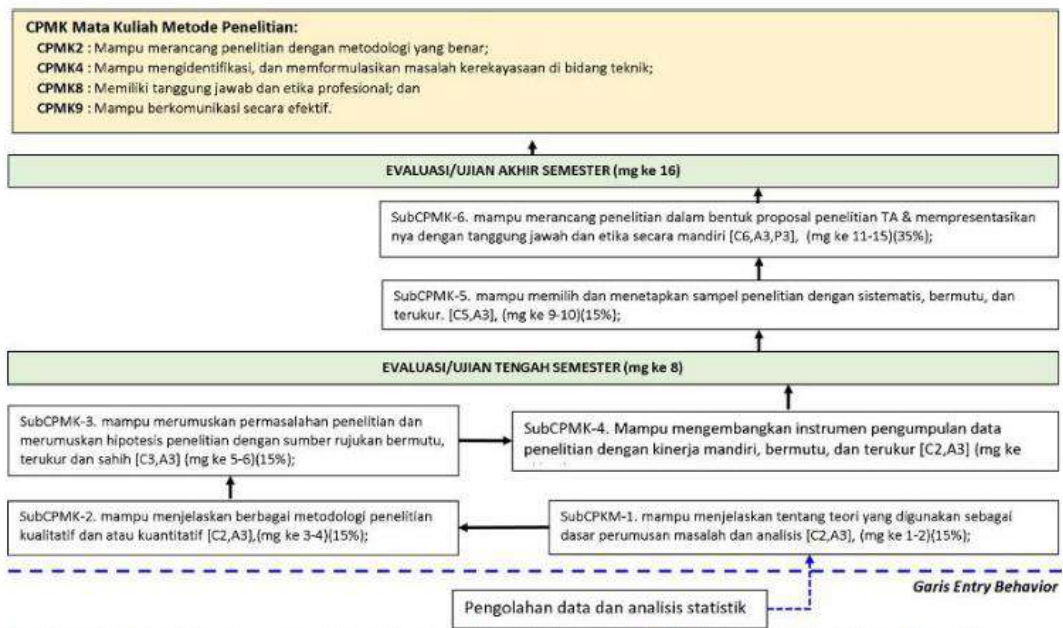 CPMK Mata Kuliah Metode Penelitian:
CPMK2 : Mampu merancang penelitian dengan metodologi yang benar;
CPMK4 : Mampu mengidentifikasi, dan memformulasikan masalah kerekayasaan di bidang teknik;
CPMK8 : Memiliki tanggung jawab dan etika profesional; dan
CPMK9 : Mampu berkomunikasi secara efektif.
EVALUASI/UJIAN AKHIR SEMESTER (mg ke 16)
SubCPMK-6. mampu merancang penelitian dalam bentuk proposal penelitian TA & mempresentasikan
nya dengan tanggung jawah dan etika secara mandiri [C6,A3,P3], (mg ke 11-15)(35%);
SubCPMK-5. mampu memilih dan menetapkan sampel penelitian dengan sistematis, bermutu, dan
terukur. [C5,A3], (mg ke 9-10)(15%);
EVALUASI/UJIAN TENGAH SEMESTER (mg ke 8)
SubCPMK-3. mampu merumuskan permasalahan penelitian dan
merumuskan hipotesis penelitian dengan sumber rujukan bermutu,
terukur dan sahih [C3,A3] (mg ke 5-6)(15%);
SubCPMK-4. Mampu mengembangkan instrumen pengumpulan data
penelitian dengan kinerja mandiri, bermutu, dan terukur [C2,A3] (mg ke
SubCPMK-2. mampu menjelaskan berbagai metodologi penelitian
kualitatif dan atau kuantitatif [C2,A3],(mg ke 3-4)(15%);
SubCPKM-1. mampu menjelaskan tentang teori yang digunakan sebagai
dasar perumusan masalah dan analisis [C2,A3], (mg ke 1-2)(15%);
Garis Entry Behavior
Pengolahan data dan analisis statistik